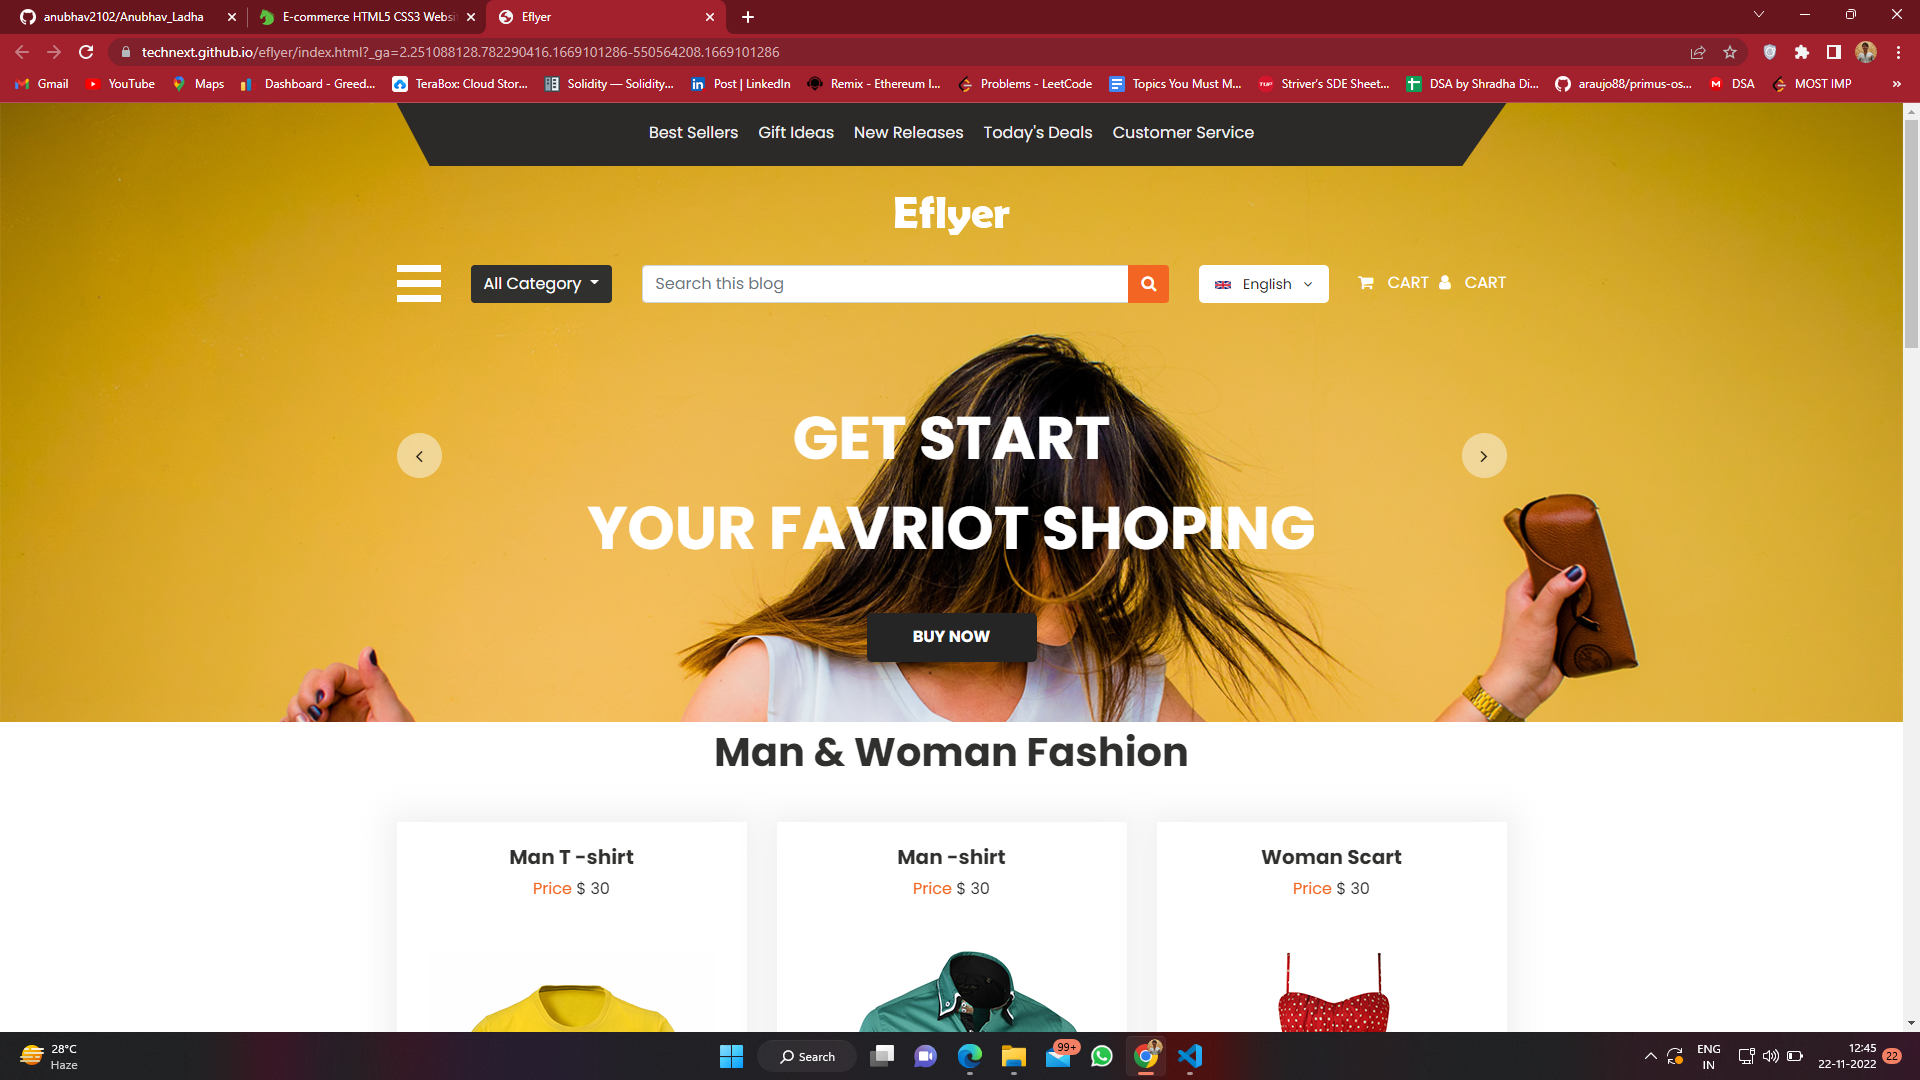 anubhav2102/Anubhav_Ladha
E-commerce HTML5 CSS3 Websi
Eflyer
technext.github.io/eflyer/index.html?_ga=2.251088128.782290416.1669101286-550564208.1669101286
Gmail YouTube Maps Dashboard - Greed... TeraBox: Cloud Stor... Solidity — Solidity... Post | LinkedIn Remix - Ethereum I... Problems - LeetCode Topics You Must M... Striver's SDE Sheet... DSA by Shradha Di... araujo88/primus-os... DSA MOST IMP »
Best Sellers Gift Ideas New Releases Today's Deals Customer Service
Eflyer
All Category Search this blog English CART CART
GET START
YOUR FAVRIOT SHOPING
BUY NOW
Man & Woman Fashion
Man T -shirt
Price $ 30
Man -shirt
Price $ 30
Woman Scart
Price $ 30
28°C
Haze
Search
99+
ENG
IN
12:45
22-11-2022
22